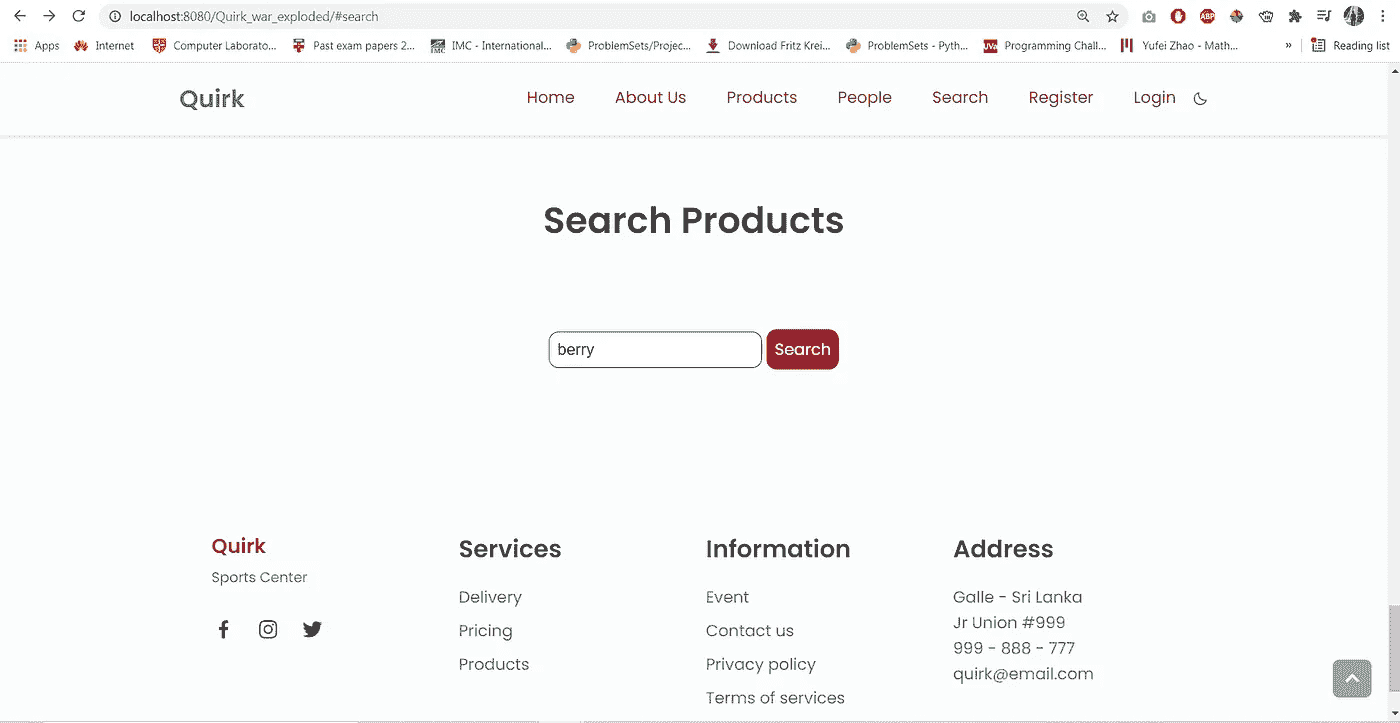 localhost:8080/Quirk_war_exploded/#search
Apps Internet Computer Laborato... Past exam papers 2... IMC - International... ProblemSets/Projec... Download Fritz Krei... ProblemSets - Pyth... Programming Chall... Yufei Zhao - Math... » Reading list
Quirk Home About Us Products People Search Register Login
Search Products
berry Search
Quirk Services Information Address
Sports Center
Delivery Event Galle - Sri Lanka
Jr Union #999
Pricing Contact us
999 - 888 - 777
Products Privacy policy
quirk@email.com
Terms of services